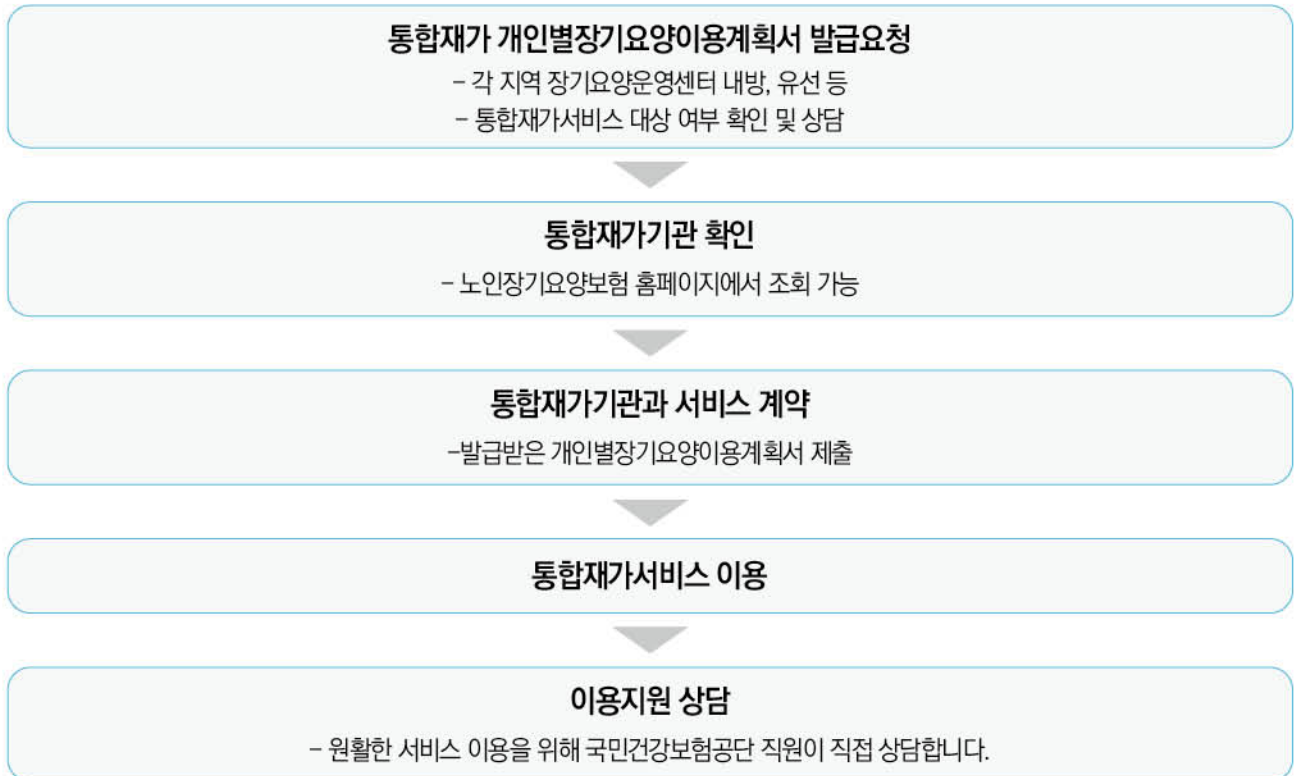 통합재가 개인별장기요양이용계획서 발급요청
– 각 지역 장기요양운영센터 내방, 유선 등
– 통합재가서비스 대상 여부 확인 및 상담
통합재가기관 확인
– 노인장기요양보험 홈페이지에서 조회 가능
통합재가기관과 서비스 계약
–발급받은 개인별장기요양이용계획서 제출
통합재가서비스 이용
이용지원 상담
– 원활한 서비스 이용을 위해 국민건강보험공단 직원이 직접 상담합니다.